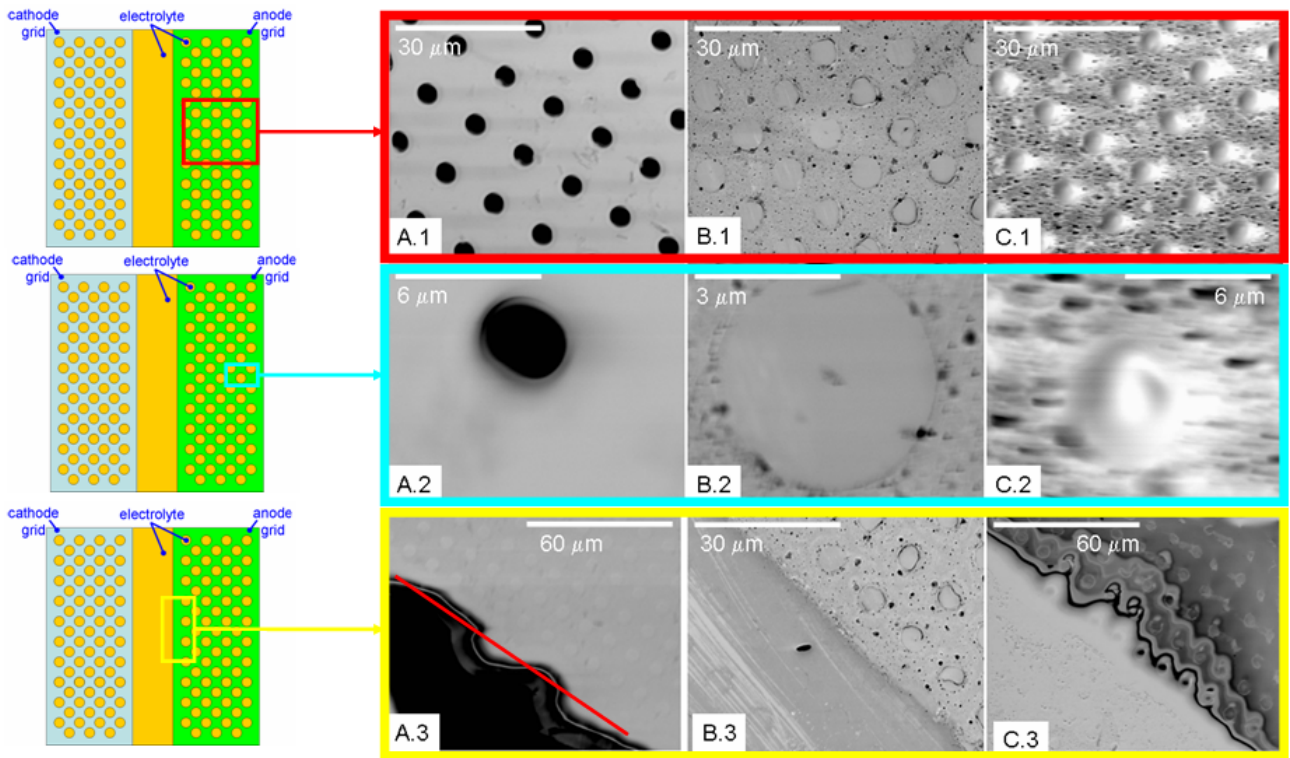 cathode grid
electrolyte
anode grid
30 μm
A.1
30 μm
B.1
30 μm
C.1
cathode grid
electrolyte
anode grid
6 μm
A.2
3 μm
B.2
6 μm
C.2
cathode grid
electrolyte
anode grid
60 μm
A.3
30 μm
B.3
60 μm
C.3